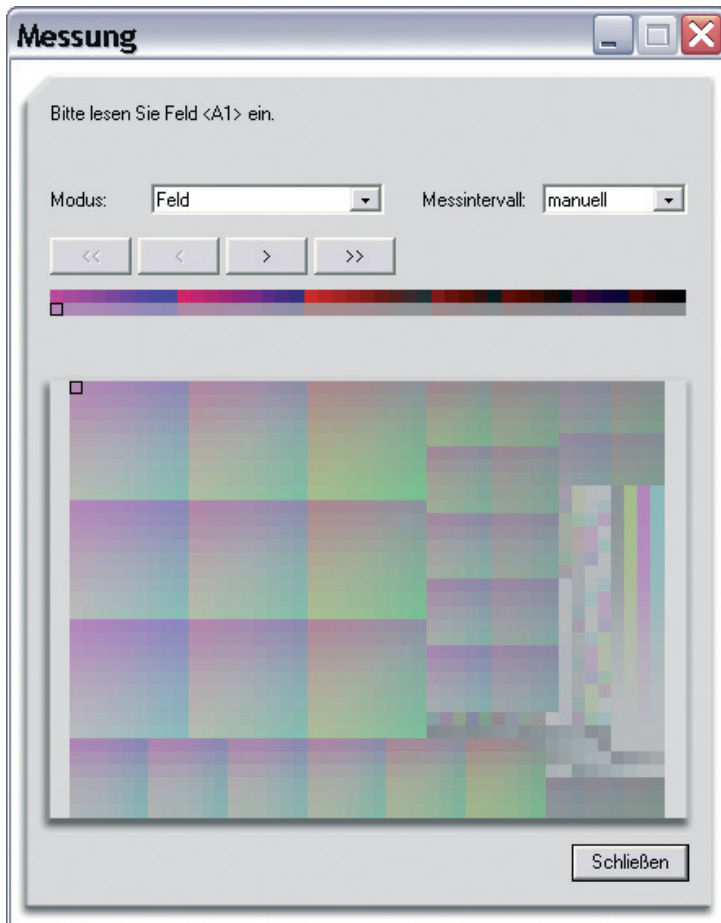 Messung
Bitte lesen Sie Feld <A1> ein.
Modus: Feld Messintervall: manuell
<< < > >>
Schließen